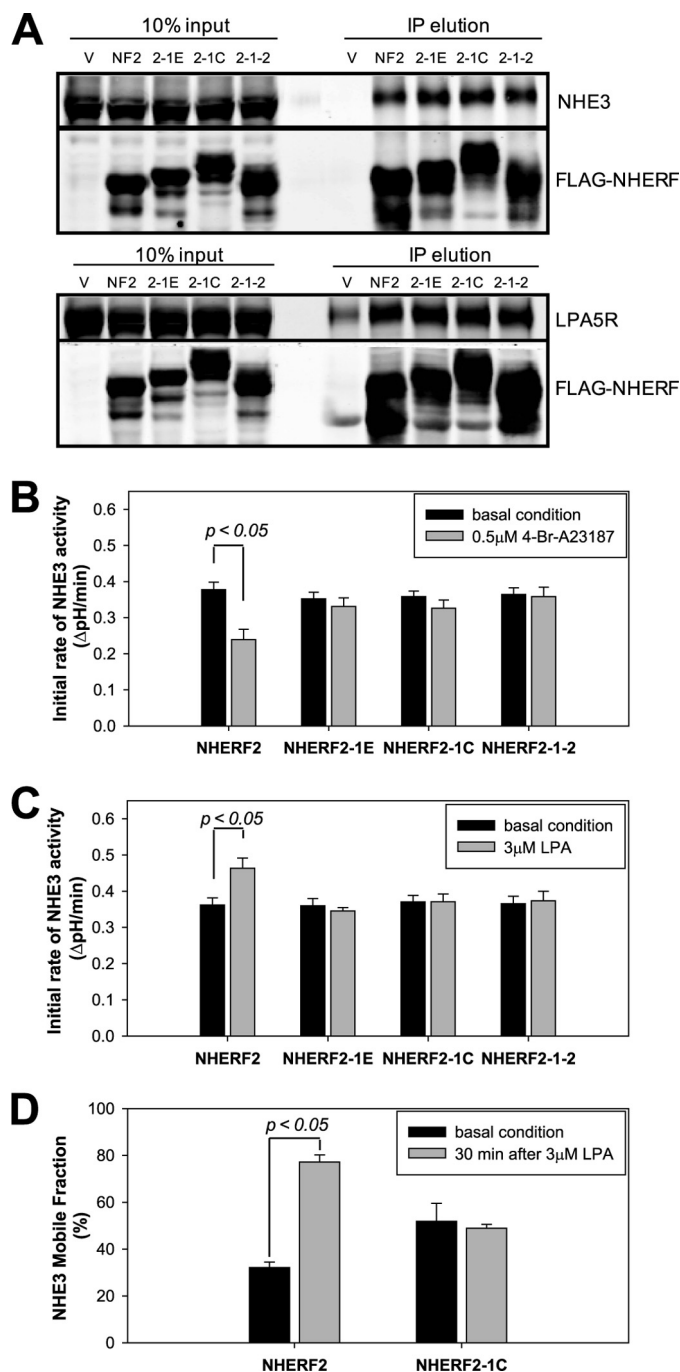 A
10% input IP elution
V NF2 2-1E 2-1C 2-1-2 V NF2 2-1E 2-1C 2-1-2
NHE3
FLAG-NHERF
10% input IP elution
V NF2 2-1E 2-1C 2-1-2 V NF2 2-1E 2-1C 2-1-2
LPA5R
FLAG-NHERF
B
Initial rate of NHE3 activity
(ΔpH/min)
0.6
0.5
0.4
0.3
0.2
0.1
0.0
p < 0.05
basal condition
0.5μM 4-Br-A23187
NHERF2 NHERF2-1E NHERF2-1C NHERF2-1-2
C
Initial rate of NHE3 activity
(ΔpH/min)
0.6
0.5
0.4
0.3
0.2
0.1
0.0
p < 0.05
basal condition
3μM LPA
NHERF2 NHERF2-1E NHERF2-1C NHERF2-1-2
D
NHE3 Mobile Fraction
(%)
100
80
60
40
20
0
p < 0.05
basal condition
30 min after 3μM LPA
NHERF2 NHERF2-1C